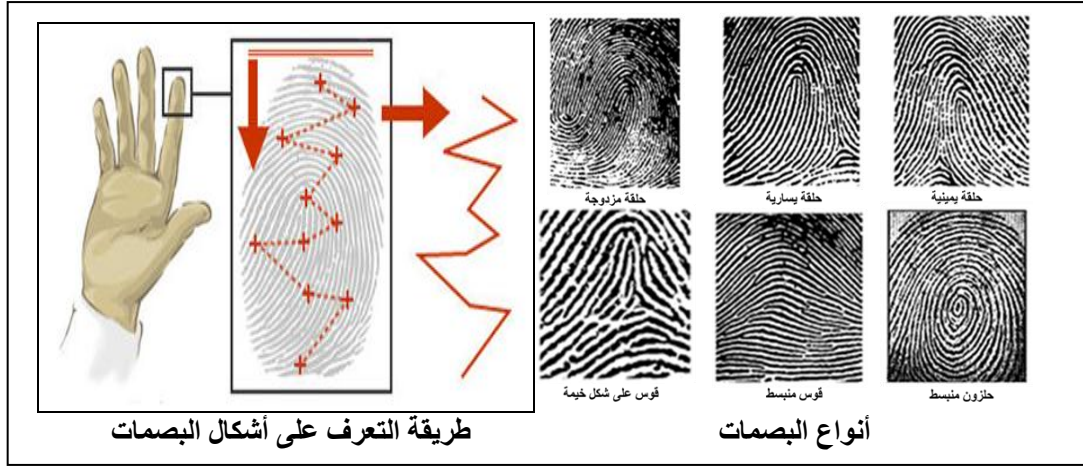 حلقة يمينية
حلقة يسارية
حلقة مزدوجة
حلزون منبسط
قوس منبسط
قوس على شكل خيمة
أنواع البصمات
طريقة التعرف على أشكال البصمات